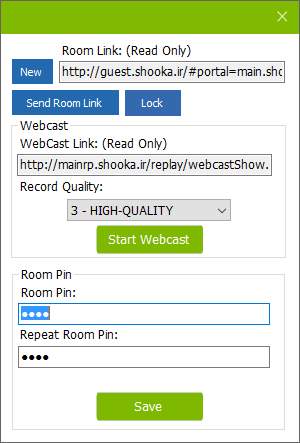 Room Link: (Read Only)
New
http://guest.shooka.ir/#portal=main.sho
Send Room Link
Lock
Webcast
WebCast Link: (Read Only)
http://mainrp.shooka.ir/replay/webcastShow.
Record Quality:
3 - HIGH-QUALITY
Start Webcast
Room Pin
Room Pin:
●●●●
Repeat Room Pin:
●●●●
Save